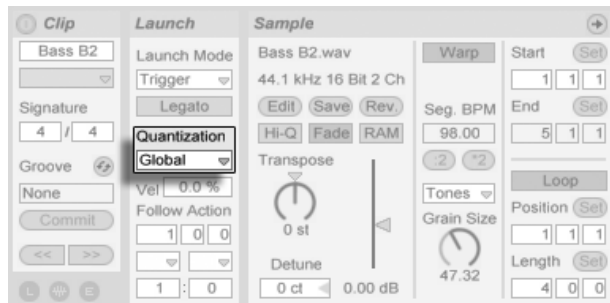 Clip
Bass B2
Signature
4 / 4
Groove
None
Commit
<< >>
L E
Launch
Launch Mode
Trigger
Legato
Quantization
Global
Vel 0.0 %
Follow Action
1 0 0
1 : 0
Sample
Bass B2.wav
44.1 kHz 16 Bit 2 Ch
Edit Save Rev.
Hi-Q Fade RAM
Transpose
0 st
Detune
0 ct 0.00 dB
Warp
Seg. BPM
98.00
:2 *2
Tones
Grain Size
47.32
Start Set
1 1 1
End Set
5 1 1
Loop
Position Set
1 1 1
Length Set
4 0 0